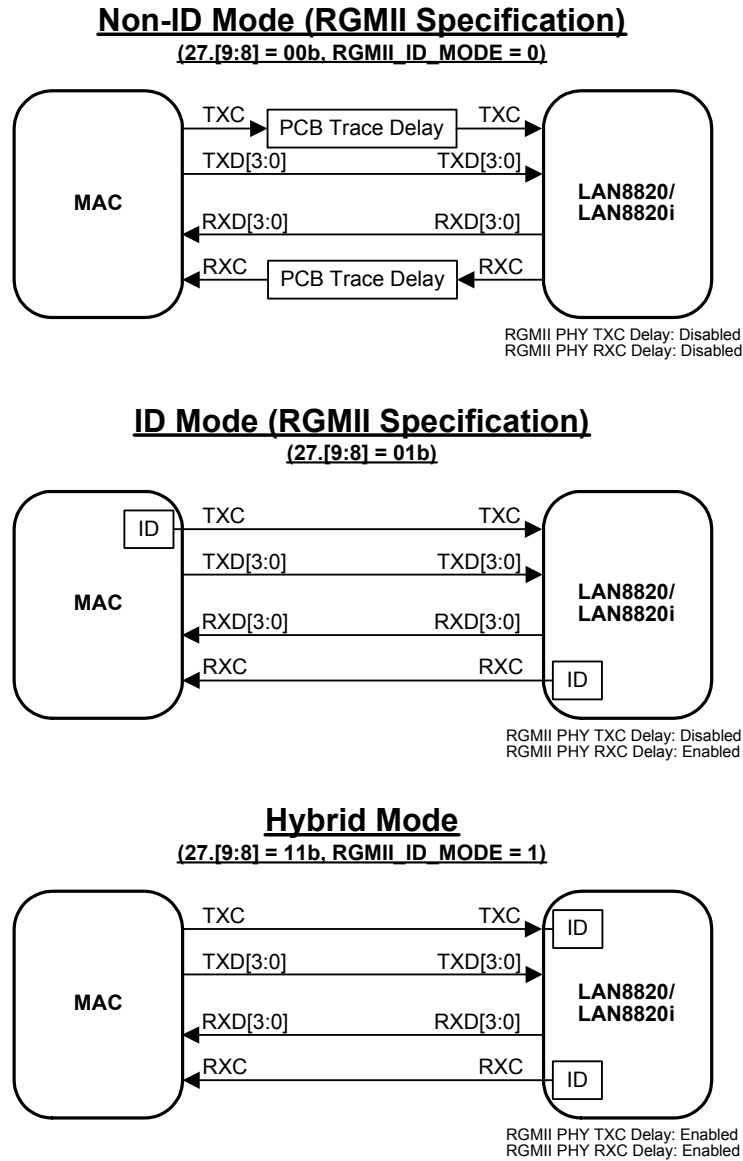 Non-ID Mode (RGMII Specification)
(27.[9:8] = 00b, RGMII_ID_MODE = 0)
TXC PCB Trace Delay TXC
TXD[3:0] TXD[3:0]
MAC LAN8820/
LAN8820i
RXD[3:0] RXD[3:0]
RXC PCB Trace Delay RXC
RGMII PHY TXC Delay: Disabled
RGMII PHY RXC Delay: Disabled
ID Mode (RGMII Specification)
(27.[9:8] = 01b)
ID TXC TXC
TXD[3:0] TXD[3:0]
MAC LAN8820/
LAN8820i
RXD[3:0] RXD[3:0]
RXC RXC ID
RGMII PHY TXC Delay: Disabled
RGMII PHY RXC Delay: Enabled
Hybrid Mode
(27.[9:8] = 11b, RGMII_ID_MODE = 1)
TXC TXC ID
TXD[3:0] TXD[3:0]
MAC LAN8820/
LAN8820i
RXD[3:0] RXD[3:0]
RXC RXC ID
RGMII PHY TXC Delay: Enabled
RGMII PHY RXC Delay: Enabled